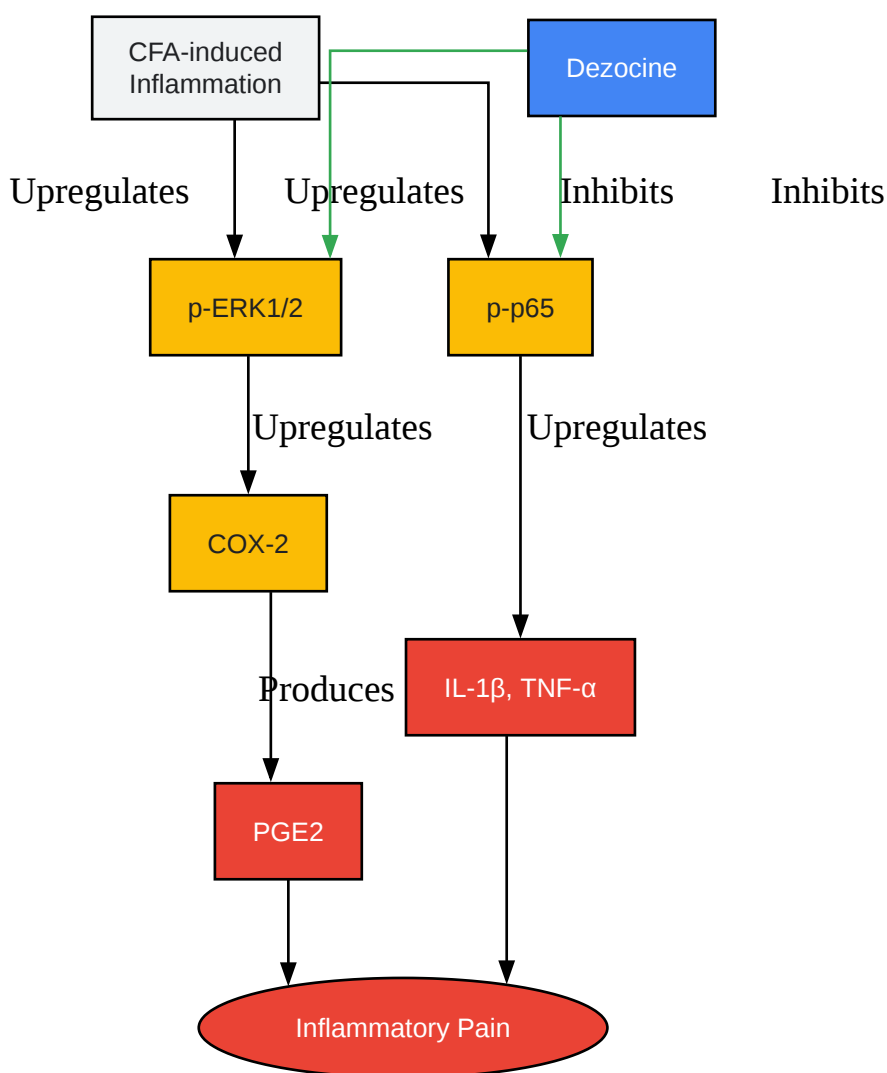 CFA-induced
Inflammation
Dezocine
Upregulates
Upregulates
Inhibits
Inhibits
p-ERK1/2
p-p65
Upregulates
Upregulates
COX-2
Produces
IL-1β, TNF-α
PGE2
Inflammatory Pain